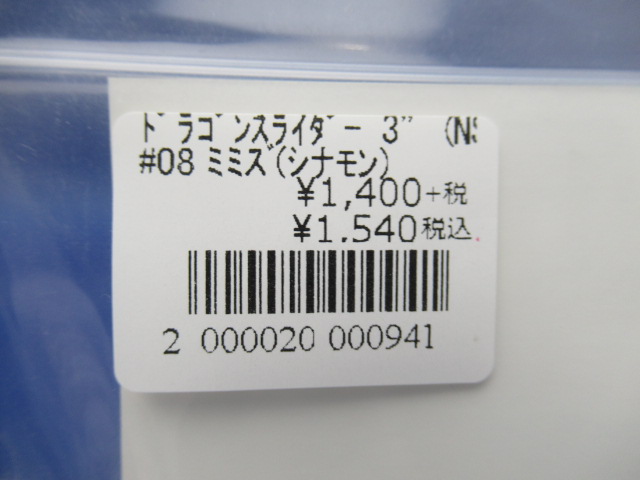 ﾄﾞﾗｺﾞﾝｽﾗｲﾀﾞｰ 3" (NS
#08 ﾐﾐｽﾞ(ｼﾅﾓﾝ)
¥1,400+税
¥1,540税込
2 000020 000941